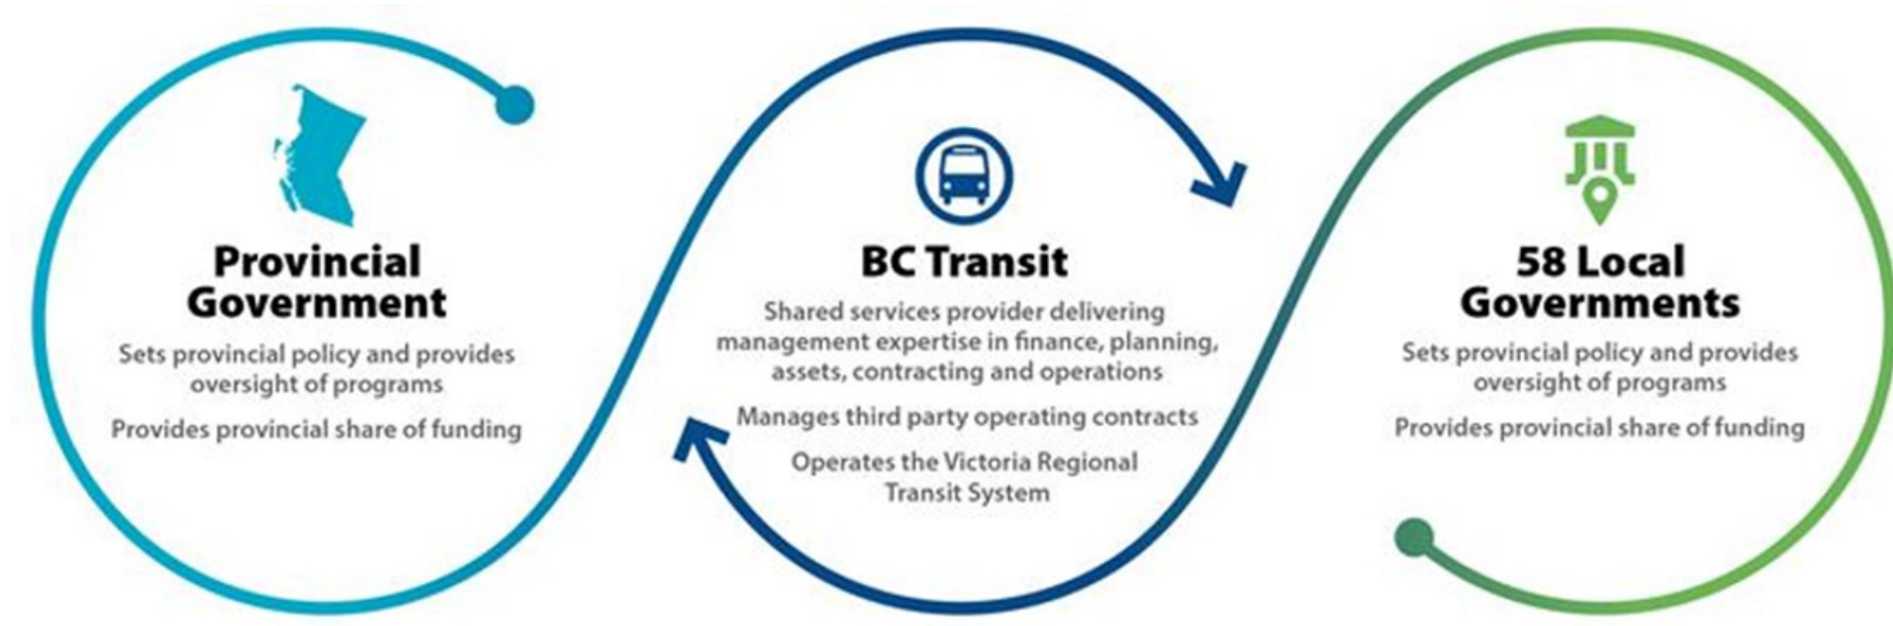 Provincial
Government
Sets provincial policy and provides
oversight of programs
Provides provincial share of funding
BC Transit
Shared services provider delivering
management expertise in finance, planning,
assets, contracting and operations
Manages third party operating contracts
Operates the Victoria Regional
Transit System
58 Local
Governments
Sets provincial policy and provides
oversight of programs
Provides provincial share of funding